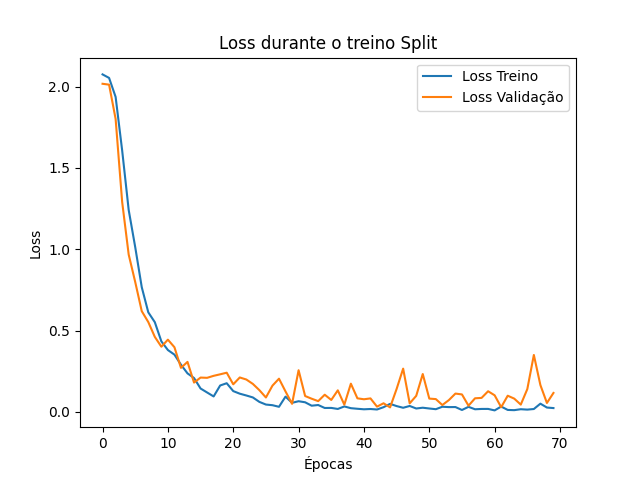 Loss durante o treino Split
Loss Treino
Loss Validação
Loss
2.0
1.5
1.0
0.5
0.0
0 10 20 30 40 50 60 70
Épocas